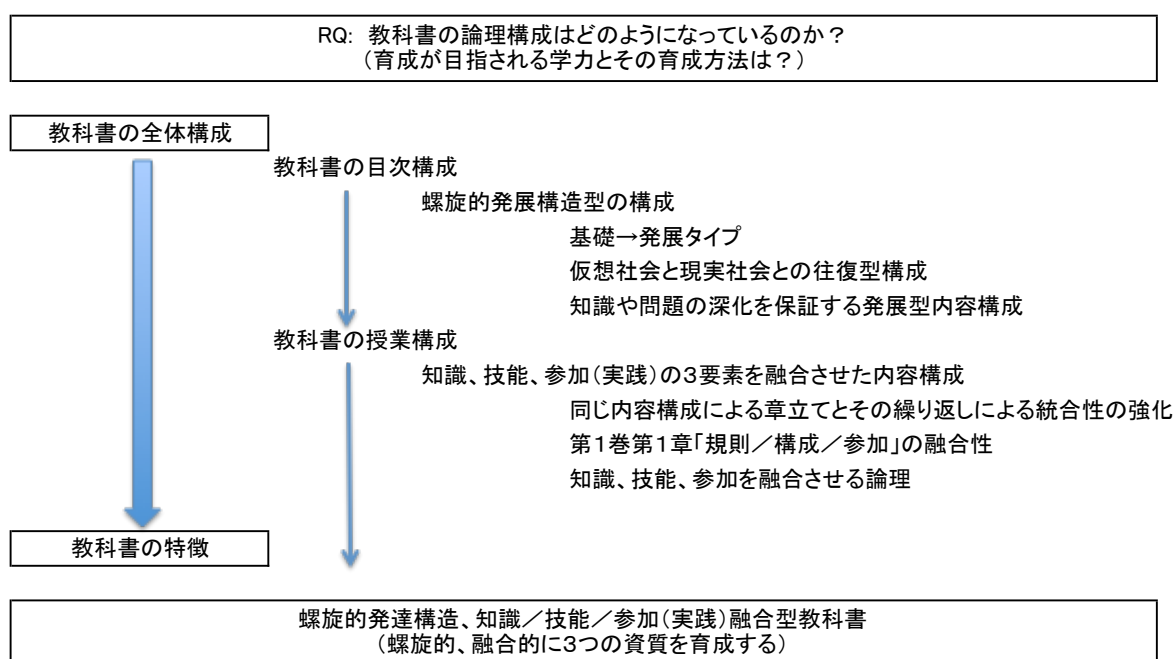 RQ: 教科書の論理構成はどのようになっているのか？
（育成が目指される学力とその育成方法は？）
教科書の全体構成
教科書の目次構成
螺旋的発展構造型の構成
基礎→発展タイプ
仮想社会と現実社会との往復型構成
知識や問題の深化を保証する発展型内容構成
教科書の授業構成
知識、技能、参加（実践）の３要素を融合させた内容構成
同じ内容構成による章立てとその繰り返しによる統合性の強化
第１巻第１章「規則／構成／参加」の融合性
知識、技能、参加を融合させる論理
教科書の特徴
螺旋的発達構造、知識／技能／参加（実践）融合型教科書
（螺旋的、融合的に３つの資質を育成する）